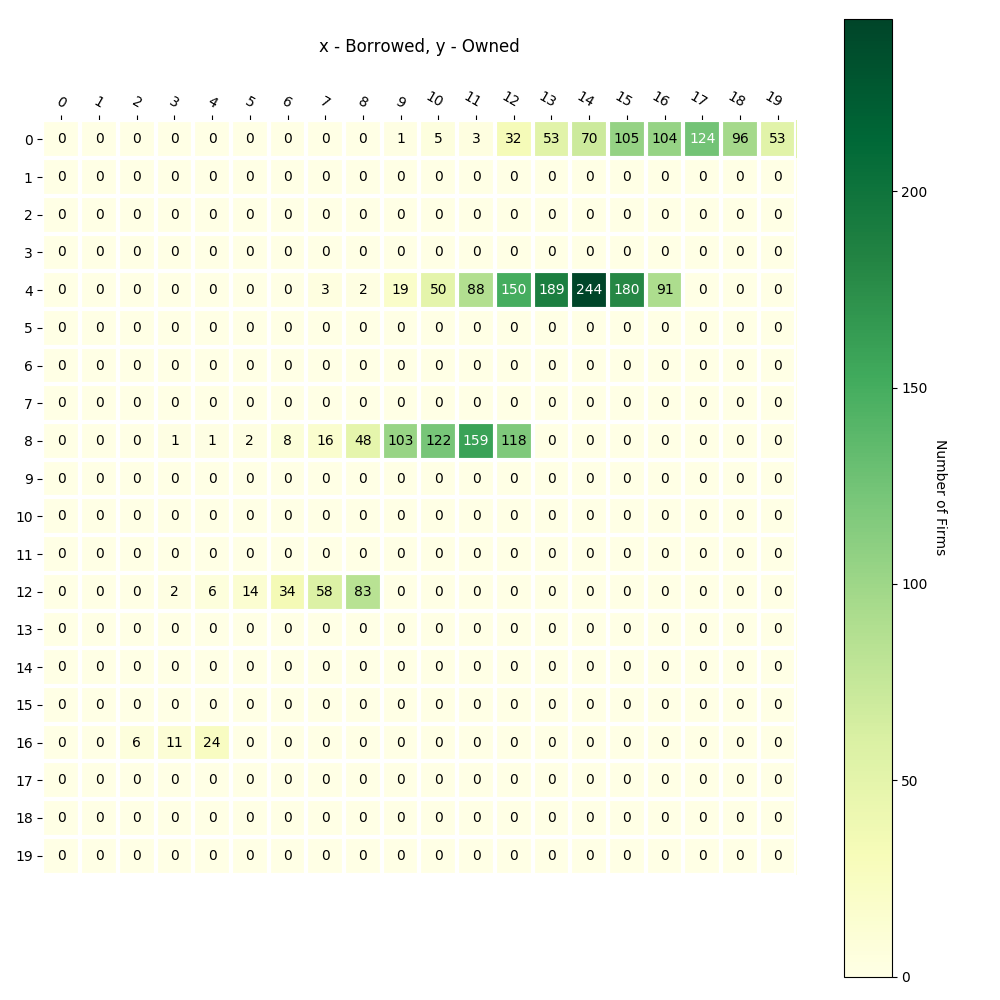 x - Borrowed, y - Owned
0 1 2 3 4 5 6 7 8 9 10 11 12 13 14 15 16 17 18 19
0 0 0 0 0 0 0 0 0 0 1 5 3 32 53 70 105 104 124 96 53
1 0 0 0 0 0 0 0 0 0 0 0 0 0 0 0 0 0 0 0 0
2 0 0 0 0 0 0 0 0 0 0 0 0 0 0 0 0 0 0 0 0
3 0 0 0 0 0 0 0 0 0 0 0 0 0 0 0 0 0 0 0 0
4 0 0 0 0 0 0 0 3 2 19 50 88 150 189 244 180 91 0 0 0
5 0 0 0 0 0 0 0 0 0 0 0 0 0 0 0 0 0 0 0 0
6 0 0 0 0 0 0 0 0 0 0 0 0 0 0 0 0 0 0 0 0
7 0 0 0 0 0 0 0 0 0 0 0 0 0 0 0 0 0 0 0 0
8 0 0 0 1 1 2 8 16 48 103 122 159 118 0 0 0 0 0 0 0
9 0 0 0 0 0 0 0 0 0 0 0 0 0 0 0 0 0 0 0 0
10 0 0 0 0 0 0 0 0 0 0 0 0 0 0 0 0 0 0 0 0
11 0 0 0 0 0 0 0 0 0 0 0 0 0 0 0 0 0 0 0 0
12 0 0 0 2 6 14 34 58 83 0 0 0 0 0 0 0 0 0 0 0
13 0 0 0 0 0 0 0 0 0 0 0 0 0 0 0 0 0 0 0 0
14 0 0 0 0 0 0 0 0 0 0 0 0 0 0 0 0 0 0 0 0
15 0 0 0 0 0 0 0 0 0 0 0 0 0 0 0 0 0 0 0 0
16 0 0 6 11 24 0 0 0 0 0 0 0 0 0 0 0 0 0 0 0
17 0 0 0 0 0 0 0 0 0 0 0 0 0 0 0 0 0 0 0 0
18 0 0 0 0 0 0 0 0 0 0 0 0 0 0 0 0 0 0 0 0
19 0 0 0 0 0 0 0 0 0 0 0 0 0 0 0 0 0 0 0 0
200
150
100
50
0
Number of Firms